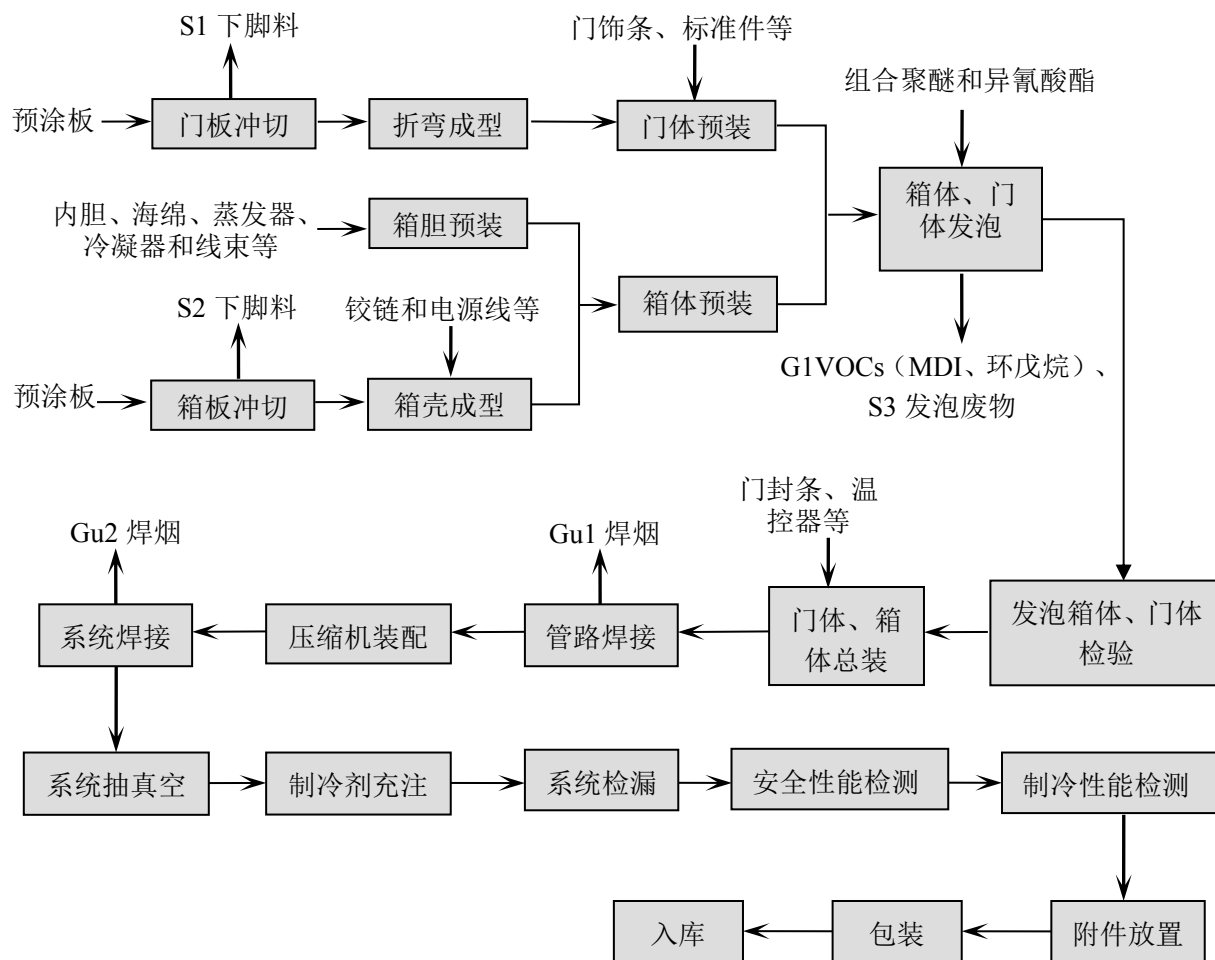 S1 下脚料
门饰条、标准件等
组合聚醚和异氰酸酯
预涂板
门板冲切
折弯成型
门体预装
箱体、门
体发泡
内胆、海绵、蒸发器、
冷凝器和线束等
箱胆预装
S2 下脚料
铰链和电源线等
箱体预装
G1VOCs（MDI、环戊烷）、
S3 发泡废物
预涂板
箱板冲切
箱壳成型
门封条、温
控器等
Gu2 焊烟
Gu1 焊烟
系统焊接
压缩机装配
管路焊接
门体、箱
体总装
发泡箱体、门体
检验
系统抽真空
制冷剂充注
系统检漏
安全性能检测
制冷性能检测
入库
包装
附件放置